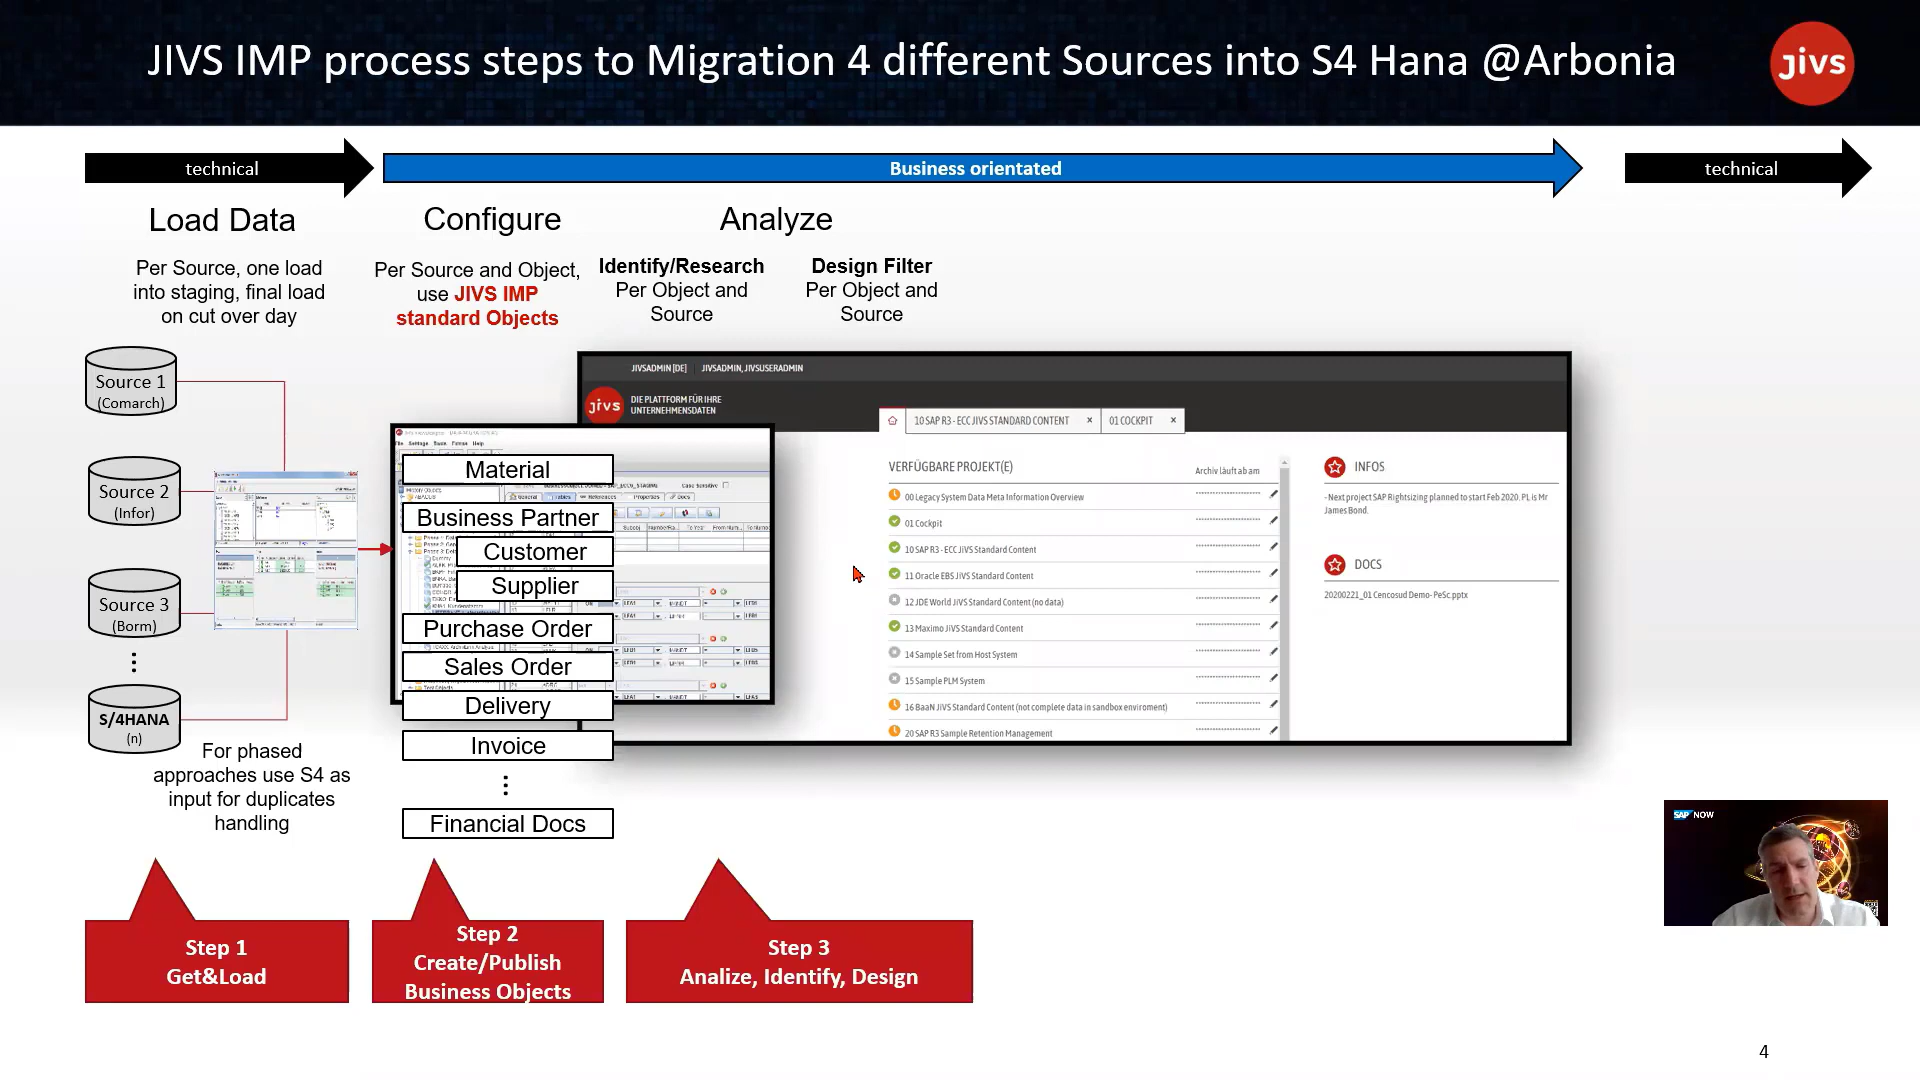 JIVS IMP process steps to Migration 4 different Sources into S4 Hana @Arbonia
jivs
technical
Business orientated
technical
Load Data
Per Source, one load
into staging, final load
on cut over day
Configure
Per Source and Object,
use JIVS IMP
standard Objects
Analyze
Identify/Research
Per Object and
Source
Design Filter
Per Object and
Source
Source 1
(Comarch)
Source 2
(Infor)
Source 3
(Borm)
S/4HANA
(n)
For phased
approaches use S4 as
input for duplicates
handling
Material
Business Partner
Customer
Supplier
Purchase Order
Sales Order
Delivery
Invoice
Financial Docs
General
Tables
References
Properties
Docs
JIVSADMIN [DE]
JIVSADMIN, JIVSUSERADMIN
jivs
DIE PLATTFORM FÜR IHRE
UNTERNEHMENSDATEN
10 SAP R3 - ECC JIVS STANDARD CONTENT ×
01 COCKPIT ×
VERFÜGBARE PROJEKT(E)
Archiv läuft ab am
00 Legacy System Data Meta Information Overview
01 Cockpit
10 SAP R3 - ECC JiVS Standard Content
11 Oracle EBS JiVS Standard Content
12 JDE World JiVS Standard Content (no data)
13 Maximo JiVS Standard Content
14 Sample Set from Host System
15 Sample PLM System
16 BaaN JiVS Standard Content (not complete data in sandbox enviroment)
20 SAP R3 Sample Retention Management
INFOS
- Next project SAP Rightsizing planned to start Feb 2020. PL is Mr
James Bond.
DOCS
20200221_01 Cencosud Demo- PeSc.pptx
SAP NOW
Step 1
Get&Load
Step 2
Create/Publish
Business Objects
Step 3
Analize, Identify, Design
4